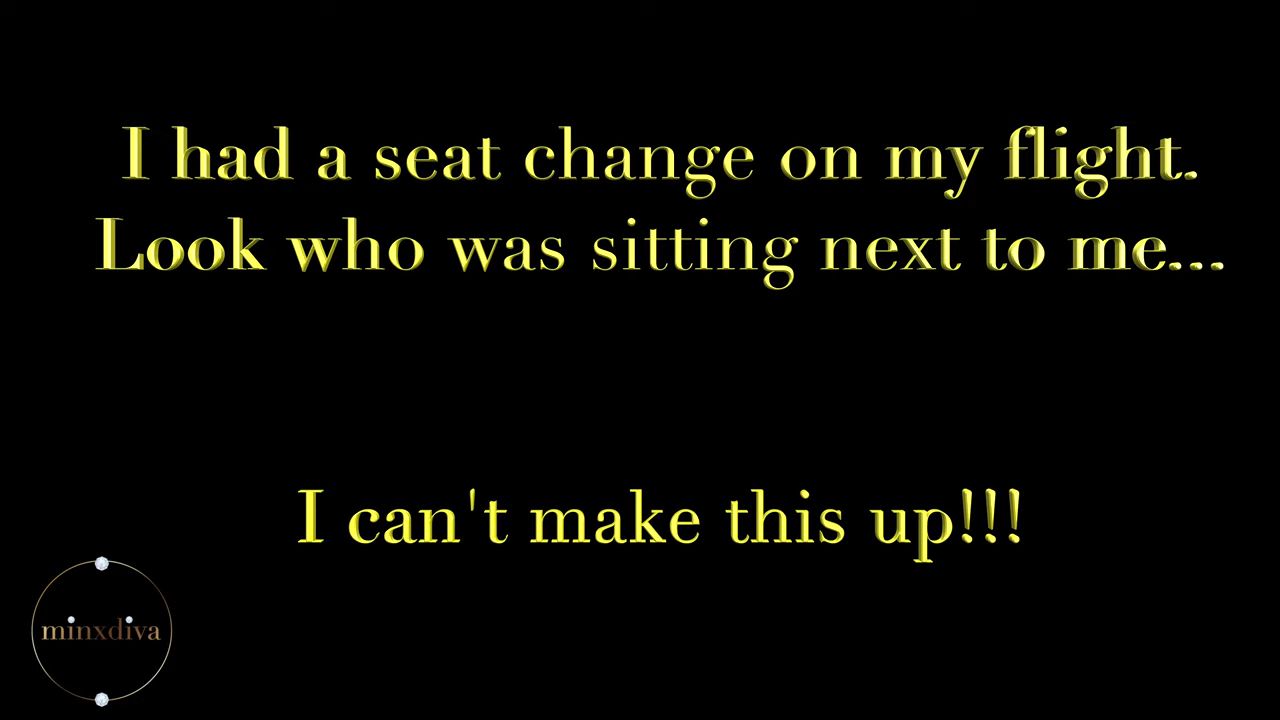 I had a seat change on my flight.
Look who was sitting next to me...
I can't make this up!!!
minxdiva